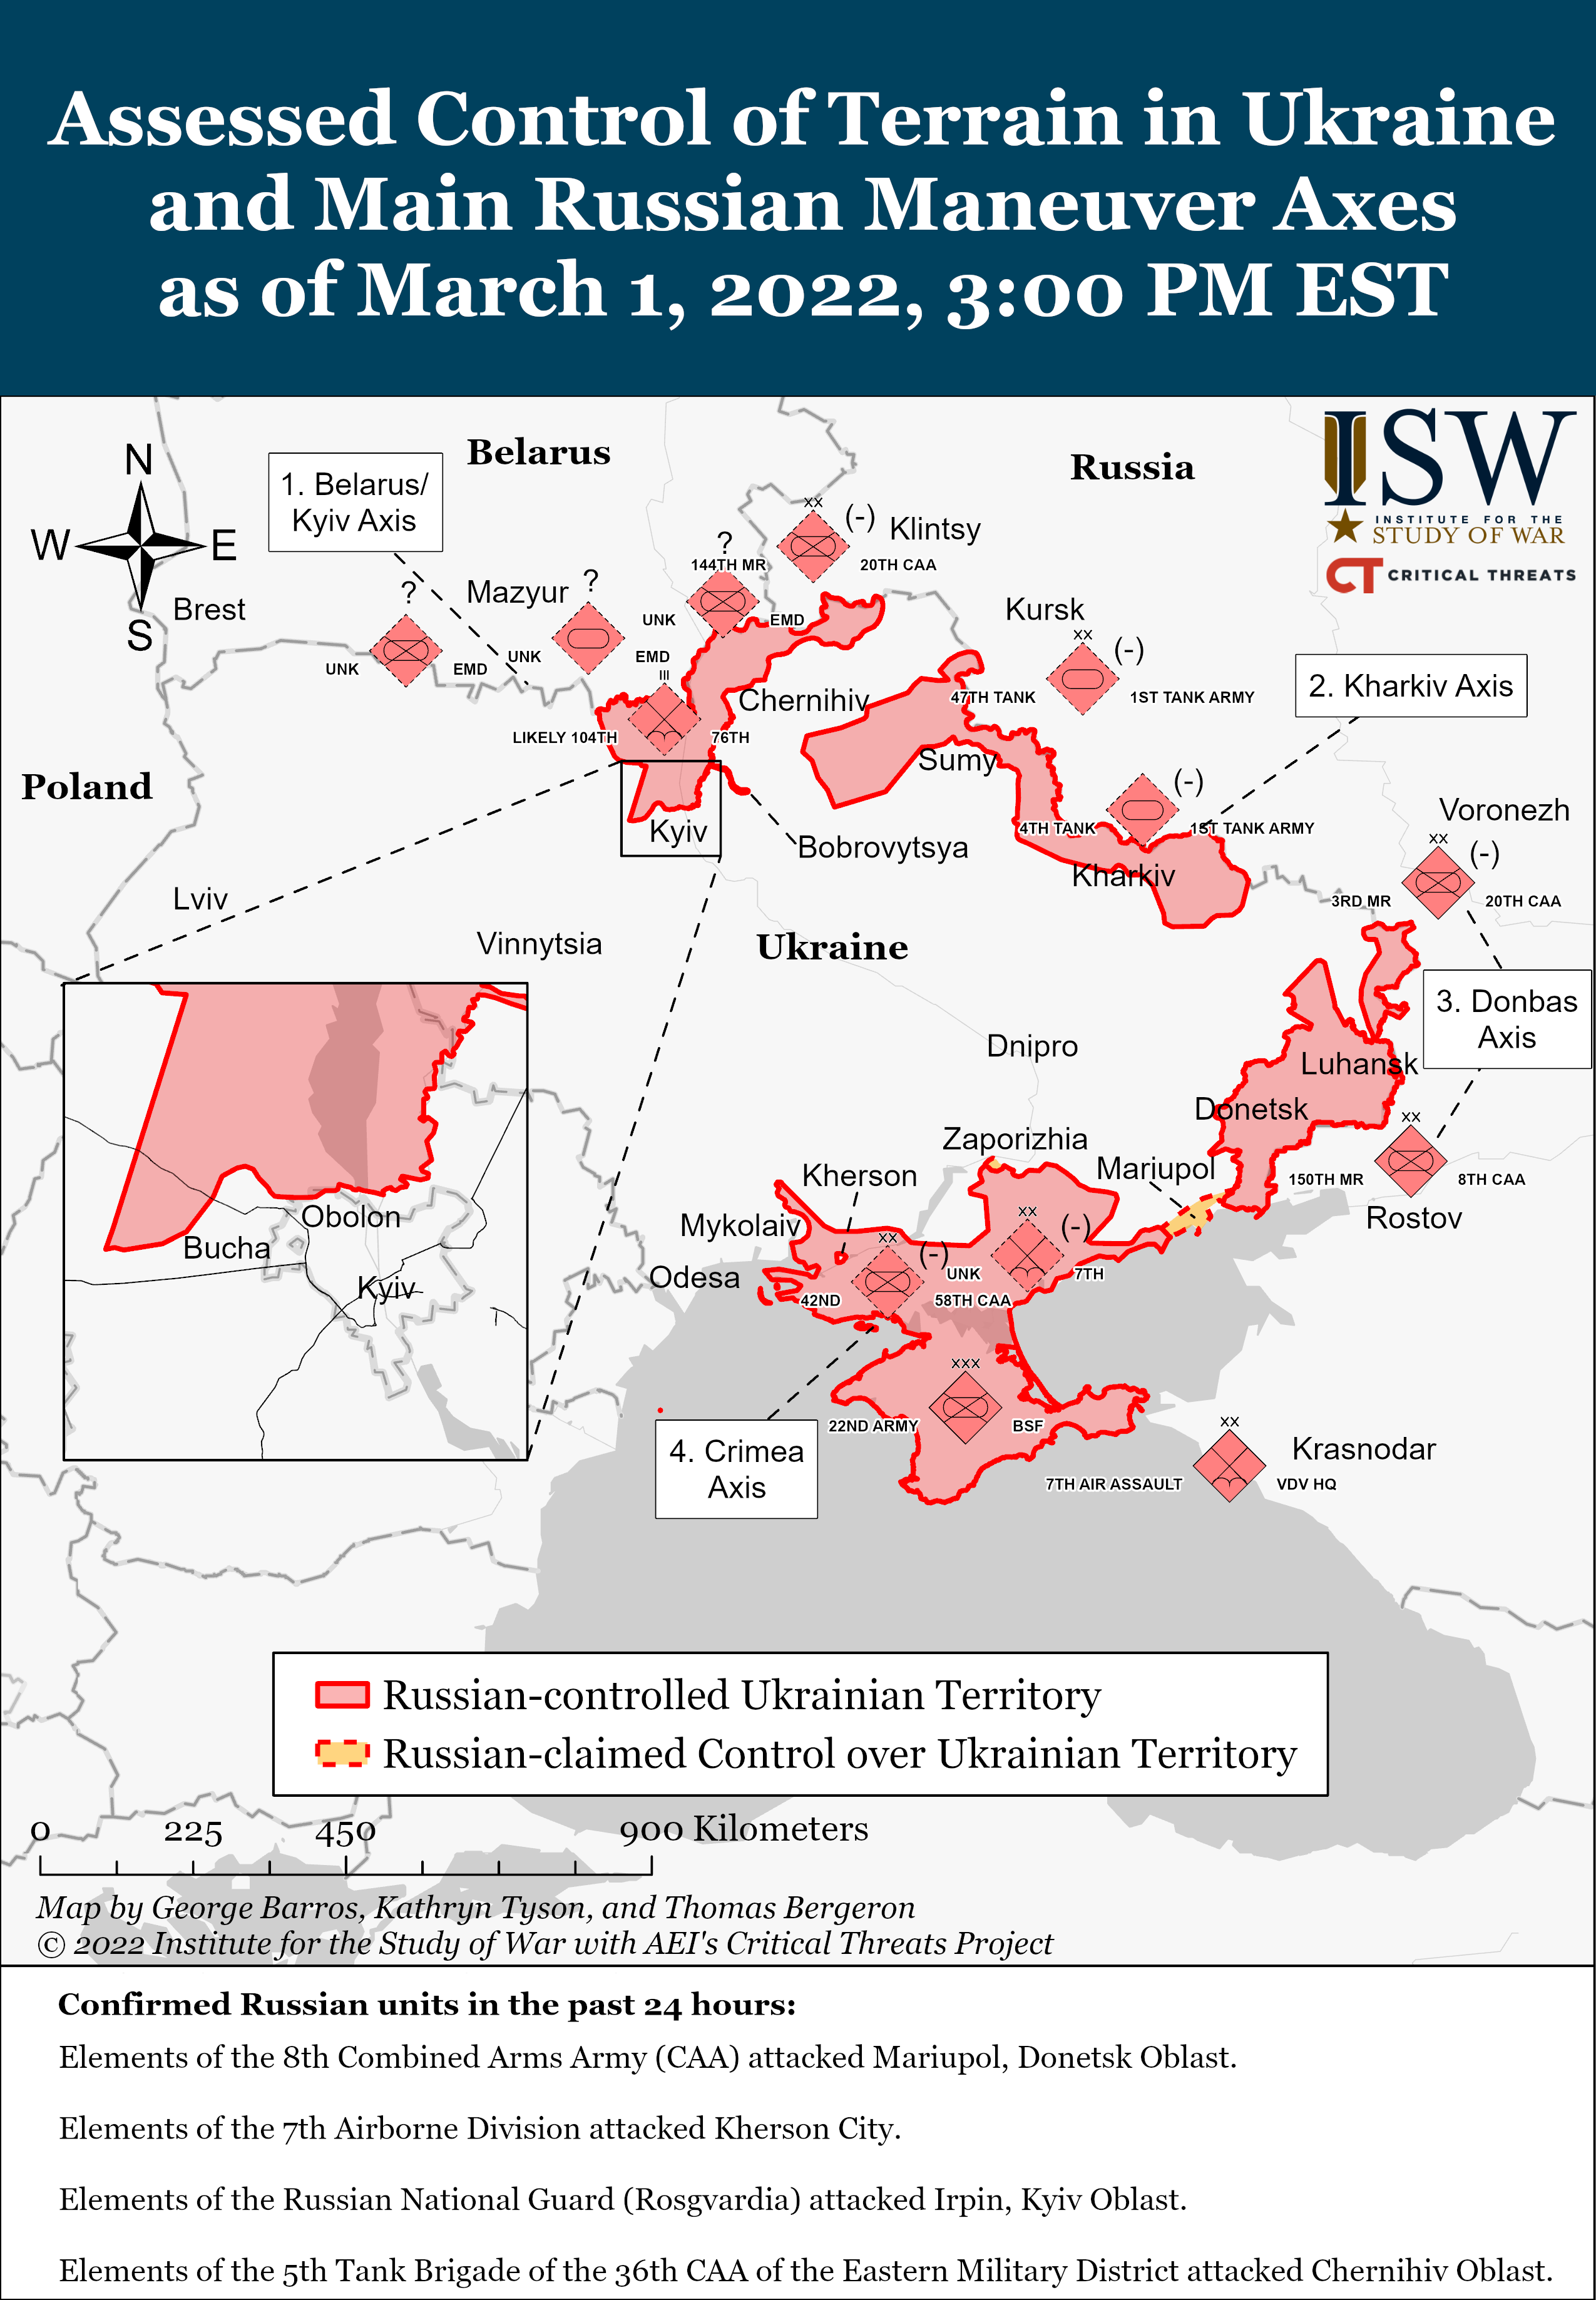 Assessed Control of Terrain in Ukraine
and Main Russian Maneuver Axes
as of March 1, 2022, 3:00 PM EST
ISW
INSTITUTE FOR THE
STUDY OF WAR
CT CRITICAL THREATS
N
W E
S
1. Belarus/
Kyiv Axis
Belarus
Russia
xx
(-)
Klintsy
20TH CAA
?
144TH MR
UNK
EMD
Mazyur
?
UNK
EMD
?
UNK
EMD
Brest
Kursk
xx
(-)
47TH TANK
1ST TANK ARMY
2. Kharkiv Axis
III
LIKELY 104TH
76TH
Chernihiv
Sumy
Poland
Kyiv
Bobrovytsya
(-)
4TH TANK
1ST TANK ARMY
Kharkiv
Voronezh
xx
(-)
3RD MR
20TH CAA
Lviv
Vinnytsia
Ukraine
3. Donbas
Axis
Dnipro
Luhansk
Donetsk
Zaporizhia
Mariupol
xx
150TH MR
8TH CAA
Rostov
Kherson
Mykolaiv
Odesa
xx
(-)
42ND
58TH CAA
xx
(-)
UNK
7TH
Obolon
Bucha
Kyiv
xxx
22ND ARMY
BSF
4. Crimea
Axis
xx
Krasnodar
7TH AIR ASSAULT
VDV HQ
Russian-controlled Ukrainian Territory
Russian-claimed Control over Ukrainian Territory
0 225 450 900 Kilometers
Map by George Barros, Kathryn Tyson, and Thomas Bergeron
© 2022 Institute for the Study of War with AEI's Critical Threats Project
Confirmed Russian units in the past 24 hours:
Elements of the 8th Combined Arms Army (CAA) attacked Mariupol, Donetsk Oblast.
Elements of the 7th Airborne Division attacked Kherson City.
Elements of the Russian National Guard (Rosgvardia) attacked Irpin, Kyiv Oblast.
Elements of the 5th Tank Brigade of the 36th CAA of the Eastern Military District attacked Chernihiv Oblast.